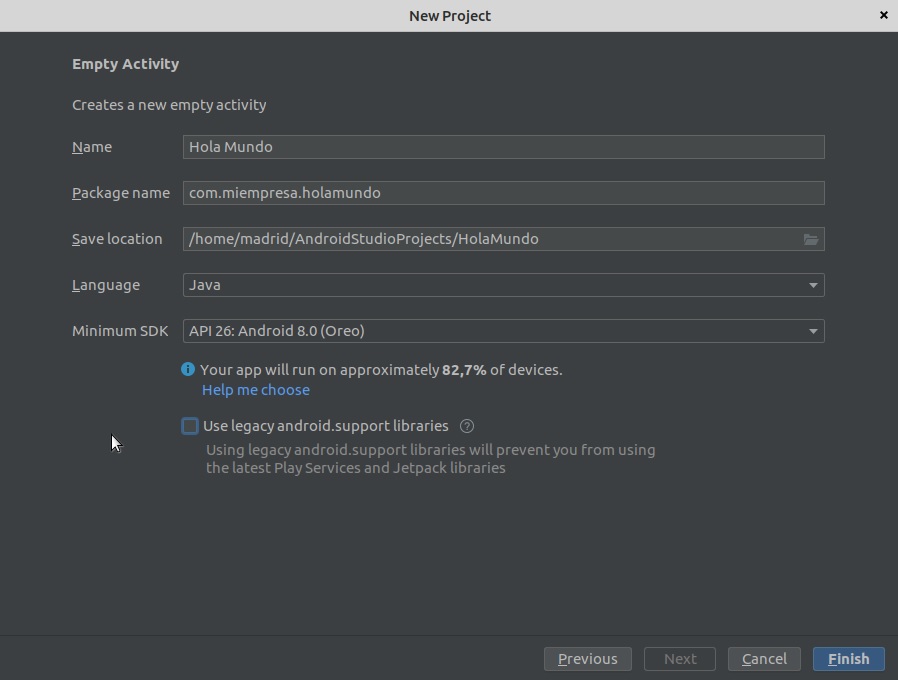 New Project
Empty Activity
Creates a new empty activity
Name Hola Mundo
Package name com.miempresa.holamundo
Save location /home/madrid/AndroidStudioProjects/HolaMundo
Language Java
Minimum SDK API 26: Android 8.0 (Oreo)
Your app will run on approximately 82,7% of devices.
Help me choose
Use legacy android.support libraries
Using legacy android.support libraries will prevent you from using
the latest Play Services and Jetpack libraries
Previous Next Cancel Finish